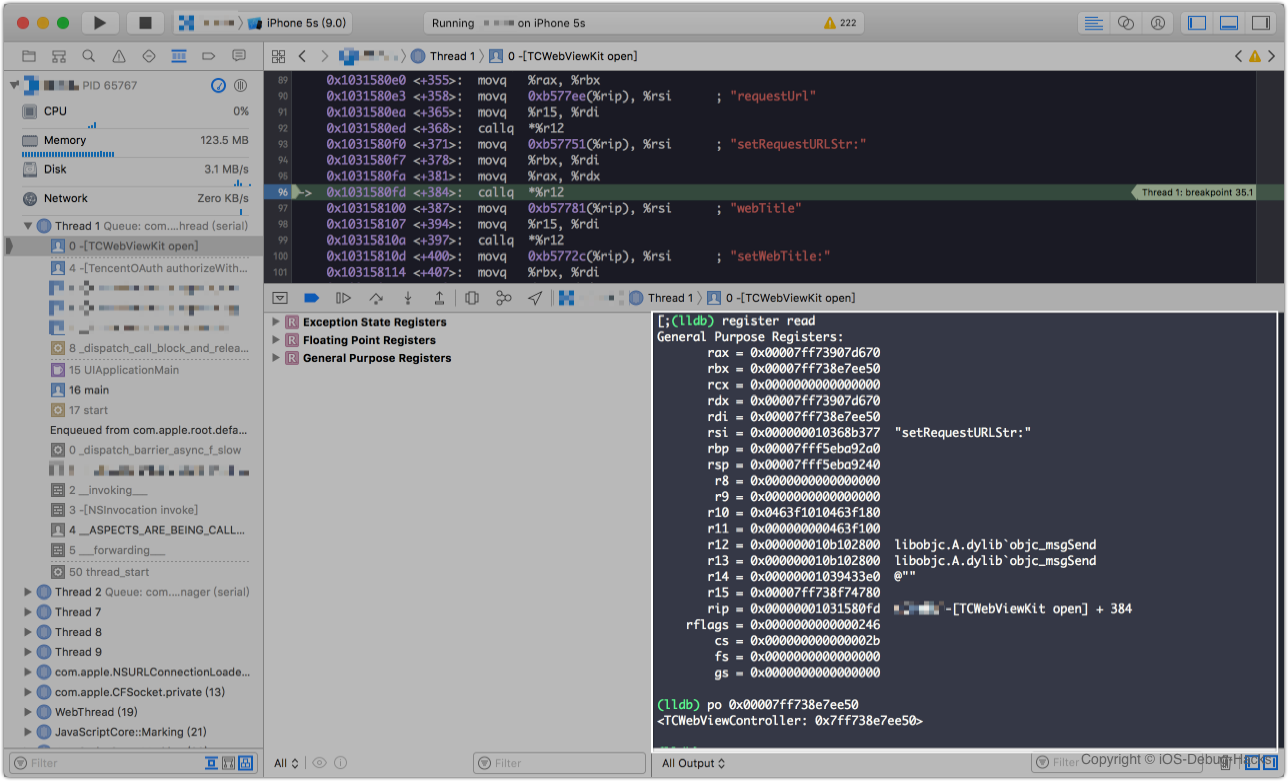 iPhone 5s (9.0)
Running on iPhone 5s
222
Thread 1
0 -[TCWebViewKit open]
PID 65767
CPU 0%
Memory 123.5 MB
Disk 3.1 MB/s
Network Zero KB/s
Thread 1 Queue: com....hread (serial)
0 -[TCWebViewKit open]
4 -[TencentOAuth authorizeWith...
8 _dispatch_call_block_and_relea...
15 UIApplicationMain
16 main
17 start
Enqueued from com.apple.root.defa...
0 _dispatch_barrier_async_f_slow
2 __invoking___
3 -[NSInvocation invoke]
4 __ASPECTS_ARE_BEING_CALL...
5 ___forwarding___
50 thread_start
Thread 2 Queue: com....nager (serial)
Thread 7
Thread 8
Thread 9
com.apple.NSURLConnectionLoade...
com.apple.CFSocket.private (13)
WebThread (19)
JavaScriptCore::Marking (21)
Filter
89 0x1031580e0 <+355>: movq %rax, %rbx
90 0x1031580e3 <+358>: movq 0xb577ee(%rip), %rsi ; "requestUrl"
91 0x1031580ea <+365>: movq %r15, %rdi
92 0x1031580ed <+368>: callq *%r12
93 0x1031580f0 <+371>: movq 0xb57751(%rip), %rsi ; "setRequestURLStr:"
94 0x1031580f7 <+378>: movq %rbx, %rdi
95 0x1031580fa <+381>: movq %rax, %rdx
96 -> 0x1031580fd <+384>: callq *%r12 Thread 1: breakpoint 35.1
97 0x103158100 <+387>: movq 0xb57781(%rip), %rsi ; "webTitle"
98 0x103158107 <+394>: movq %r15, %rdi
99 0x10315810a <+397>: callq *%r12
100 0x10315810d <+400>: movq 0xb5772c(%rip), %rsi ; "setWebTitle:"
101 0x103158114 <+407>: movq %rbx, %rdi
Thread 1
0 -[TCWebViewKit open]
R Exception State Registers
R Floating Point Registers
R General Purpose Registers
All
Filter
[;(lldb) register read
General Purpose Registers:
rax = 0x00007ff73907d670
rbx = 0x00007ff738e7ee50
rcx = 0x0000000000000000
rdx = 0x00007ff73907d670
rdi = 0x00007ff738e7ee50
rsi = 0x000000010368b377 "setRequestURLStr:"
rbp = 0x00007fff5eba92a0
rsp = 0x00007fff5eba9240
r8 = 0x0000000000000000
r9 = 0x0000000000000000
r10 = 0x0463f1010463f180
r11 = 0x000000000463f100
r12 = 0x000000010b102800 libobjc.A.dylib`objc_msgSend
r13 = 0x000000010b102800 libobjc.A.dylib`objc_msgSend
r14 = 0x00000001039433e0 @""
r15 = 0x00007ff738f74780
rip = 0x00000001031580fd -[TCWebViewKit open] + 384
rflags = 0x0000000000000246
cs = 0x000000000000002b
fs = 0x0000000000000000
gs = 0x0000000000000000
(lldb) po 0x00007ff738e7ee50
<TCWebViewController: 0x7ff738e7ee50>
All Output
Filter
Copyright © iOS-Debug-Hacks